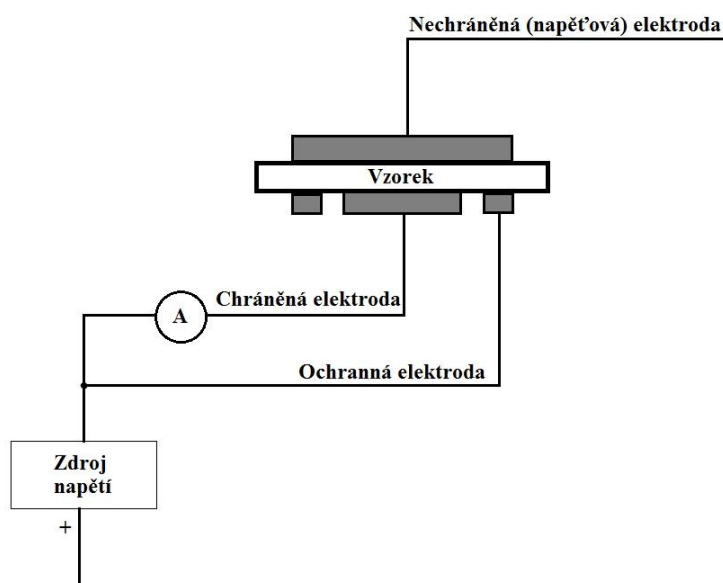 Nechráněná (napěťová) elektroda
Vzorek
Chráněná elektroda
A
Ochranná elektroda
Zdroj
napětí
+